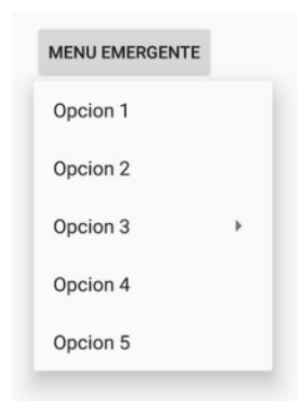 MENU EMERGENTE
Opcion 1
Opcion 2
Opcion 3
Opcion 4
Opcion 5